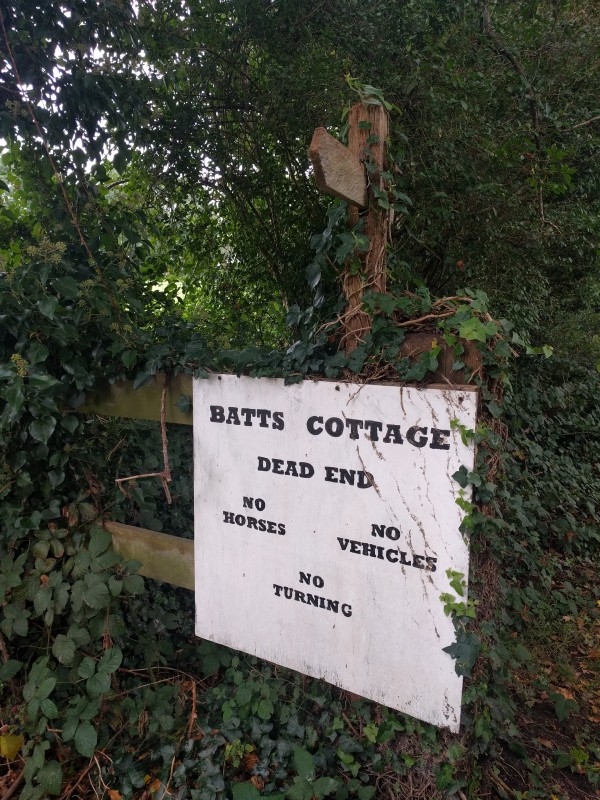 BATTS COTTAGE
DEAD END
NO
HORSES
NO
VEHICLES
NO
TURNING